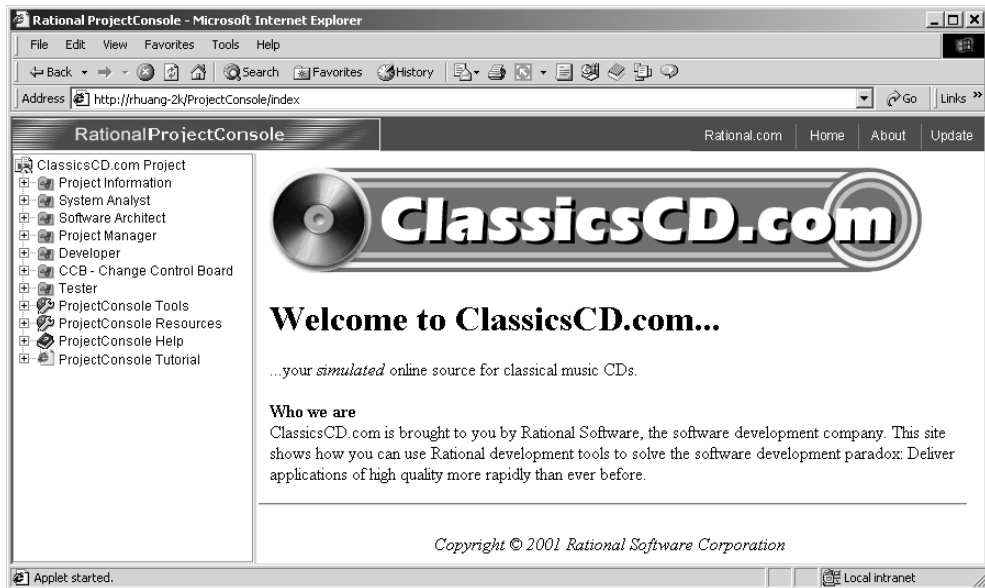 Rational ProjectConsole - Microsoft Internet Explorer
File Edit View Favorites Tools Help
Back Search Favorites History
Address http://rhuang-2k/ProjectConsole/index Go Links »
RationalProjectConsole Rational.com Home About Update
ClassicsCD.com Project
Project Information
System Analyst
Software Architect
Project Manager
Developer
CCB - Change Control Board
Tester
ProjectConsole Tools
ProjectConsole Resources
ProjectConsole Help
ProjectConsole Tutorial
ClassicsCD.com
Welcome to ClassicsCD.com...
...your simulated online source for classical music CDs.
Who we are
ClassicsCD.com is brought to you by Rational Software, the software development company. This site
shows how you can use Rational development tools to solve the software development paradox: Deliver
applications of high quality more rapidly than ever before.
Copyright © 2001 Rational Software Corporation
Applet started. Local intranet